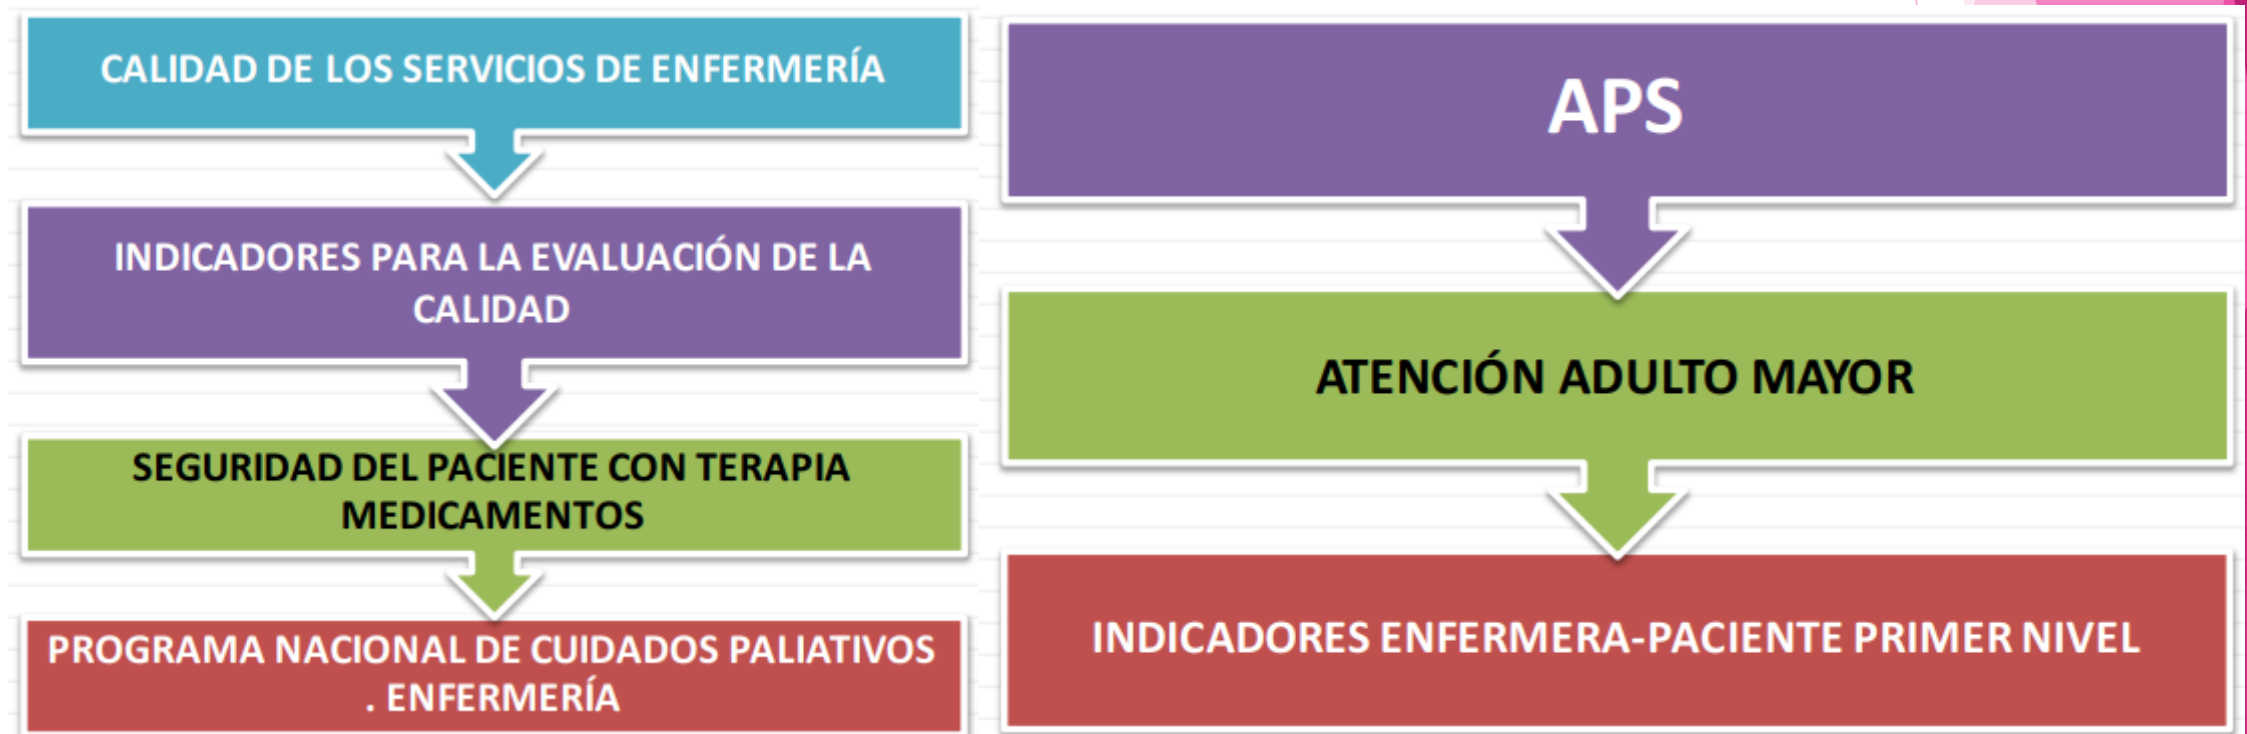 CALIDAD DE LOS SERVICIOS DE ENFERMERÍA
INDICADORES PARA LA EVALUACIÓN DE LA
CALIDAD
SEGURIDAD DEL PACIENTE CON TERAPIA
MEDICAMENTOS
PROGRAMA NACIONAL DE CUIDADOS PALIATIVOS
. ENFERMERÍA
APS
ATENCIÓN ADULTO MAYOR
INDICADORES ENFERMERA-PACIENTE PRIMER NIVEL